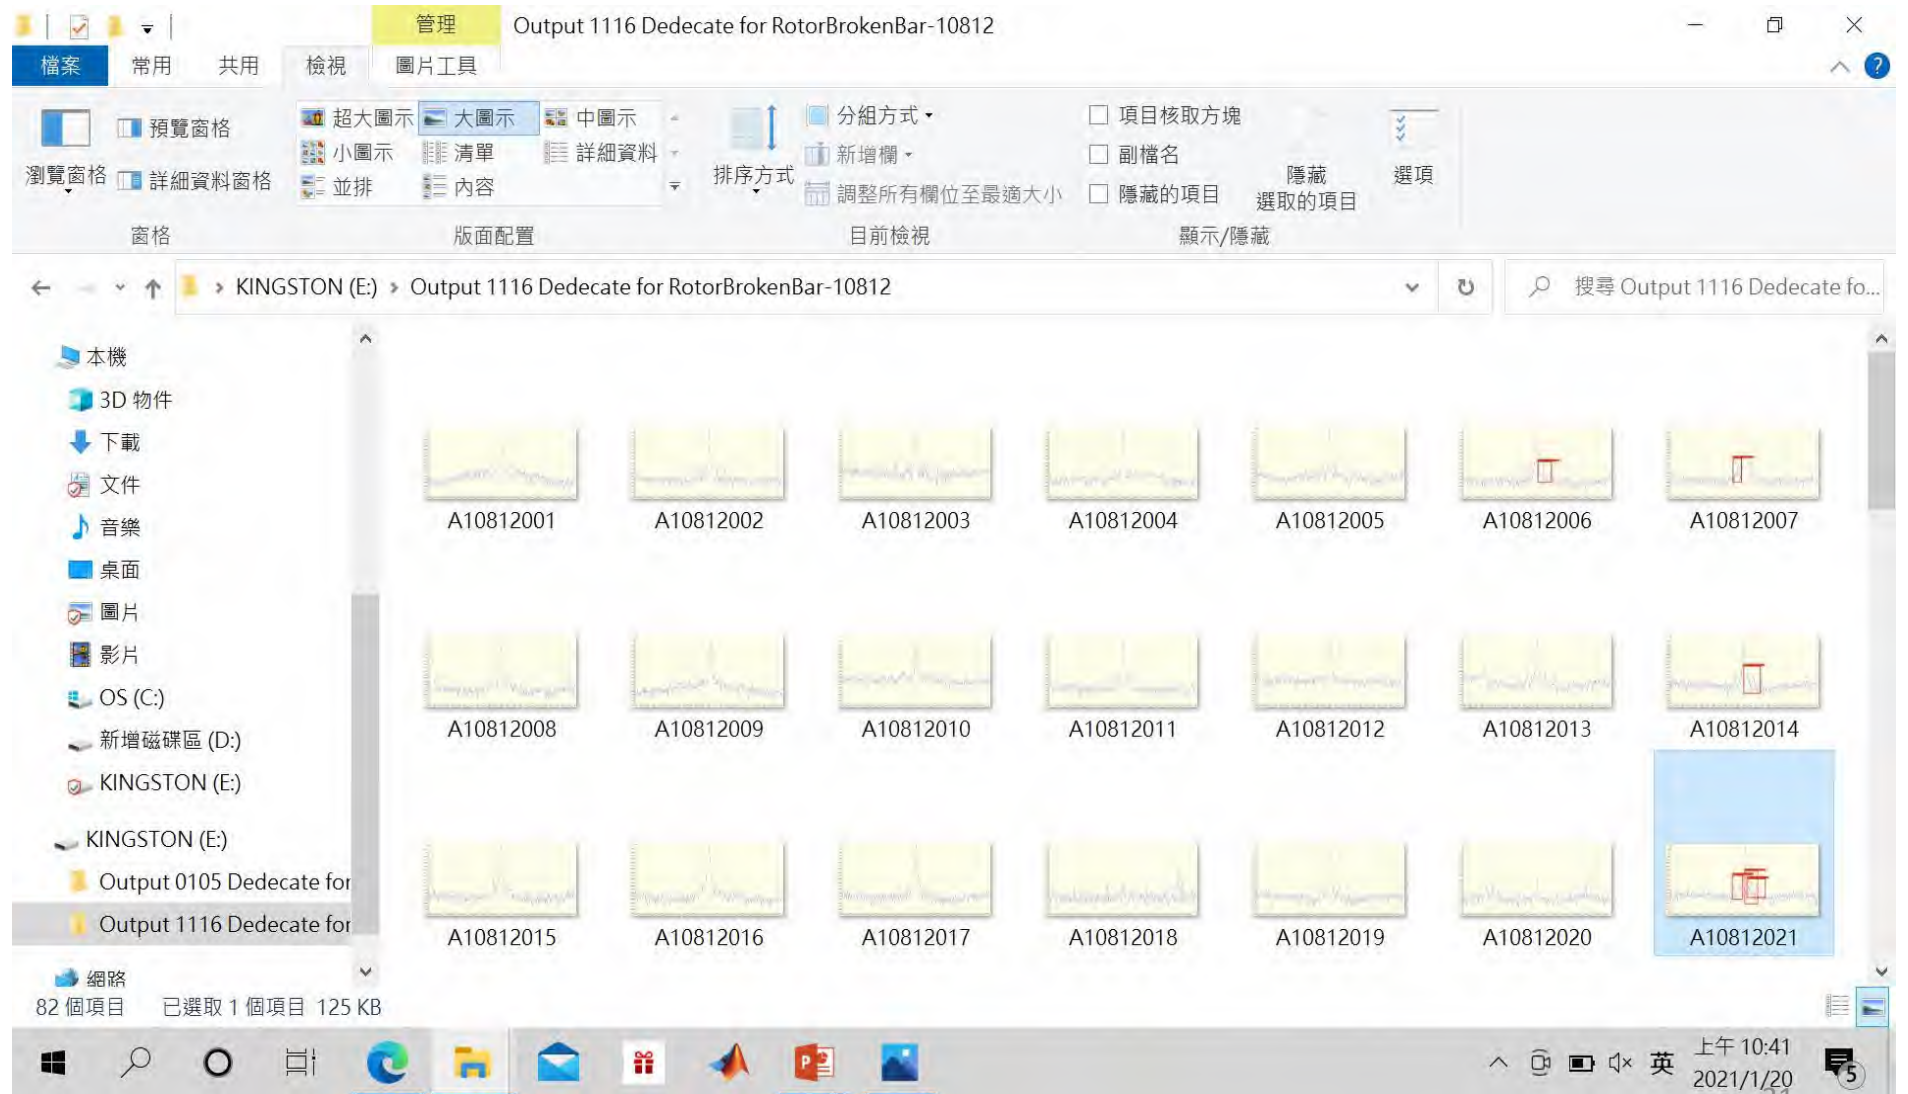 管理 Output 1116 Dedecate for RotorBrokenBar-10812
檔案 常用 共用 檢視 圖片工具
預覽窗格
瀏覽窗格
詳細資料窗格
窗格
超大圖示 大圖示 中圖示
小圖示 清單 詳細資料
並排 內容
版面配置
排序方式
分組方式
新增欄
調整所有欄位至最適大小
目前檢視
項目核取方塊
副檔名
隱藏的項目
隱藏
選取的項目
選項
顯示/隱藏
KINGSTON (E:) › Output 1116 Dedecate for RotorBrokenBar-10812
搜尋 Output 1116 Dedecate fo...
本機
3D 物件
下載
文件
音樂
桌面
圖片
影片
OS (C:)
新增磁碟區 (D:)
KINGSTON (E:)
KINGSTON (E:)
Output 0105 Dedecate for
Output 1116 Dedecate for
網路
A10812001 A10812002 A10812003 A10812004 A10812005 A10812006 A10812007
A10812008 A10812009 A10812010 A10812011 A10812012 A10812013 A10812014
A10812015 A10812016 A10812017 A10812018 A10812019 A10812020 A10812021
82 個項目 已選取 1 個項目 125 KB
英
上午 10:41
2021/1/20
5